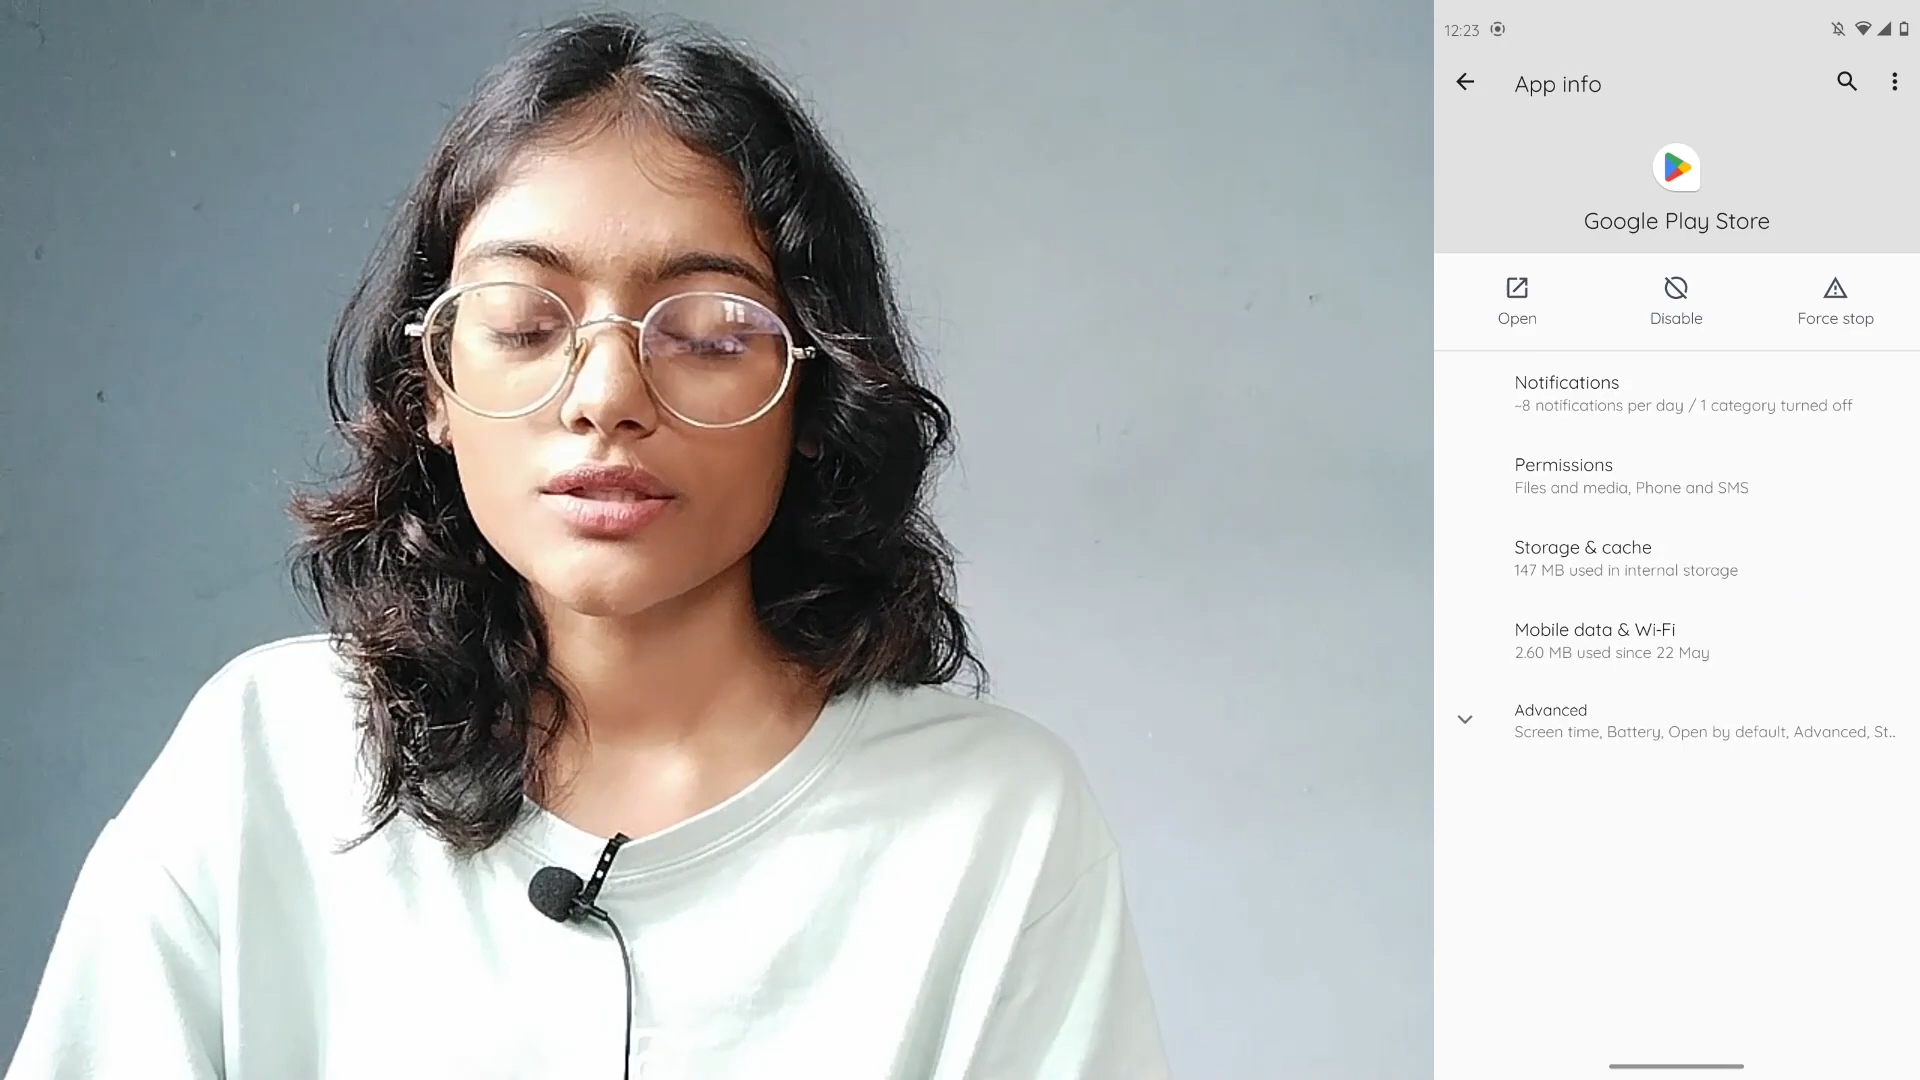 12:23
App info
Google Play Store
Open
Disable
Force stop
Notifications
~8 notifications per day / 1 category turned off
Permissions
Files and media, Phone and SMS
Storage & cache
147 MB used in internal storage
Mobile data & Wi-Fi
2.60 MB used since 22 May
Advanced
Screen time, Battery, Open by default, Advanced, St..